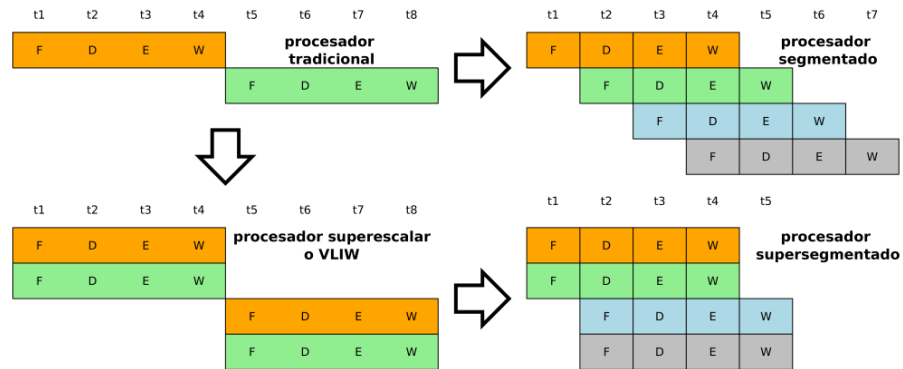 t1 t2 t3 t4 t5 t6 t7 t8
F D E W
procesador
tradicional
F D E W
t1 t2 t3 t4 t5 t6 t7
F D E W
procesador
segmentado
F D E W
F D E W
F D E W
t1 t2 t3 t4 t5 t6 t7 t8
F D E W
procesador superescalar
o VLIW
F D E W
F D E W
F D E W
t1 t2 t3 t4 t5
F D E W
procesador
supersegmentado
F D E W
F D E W
F D E W